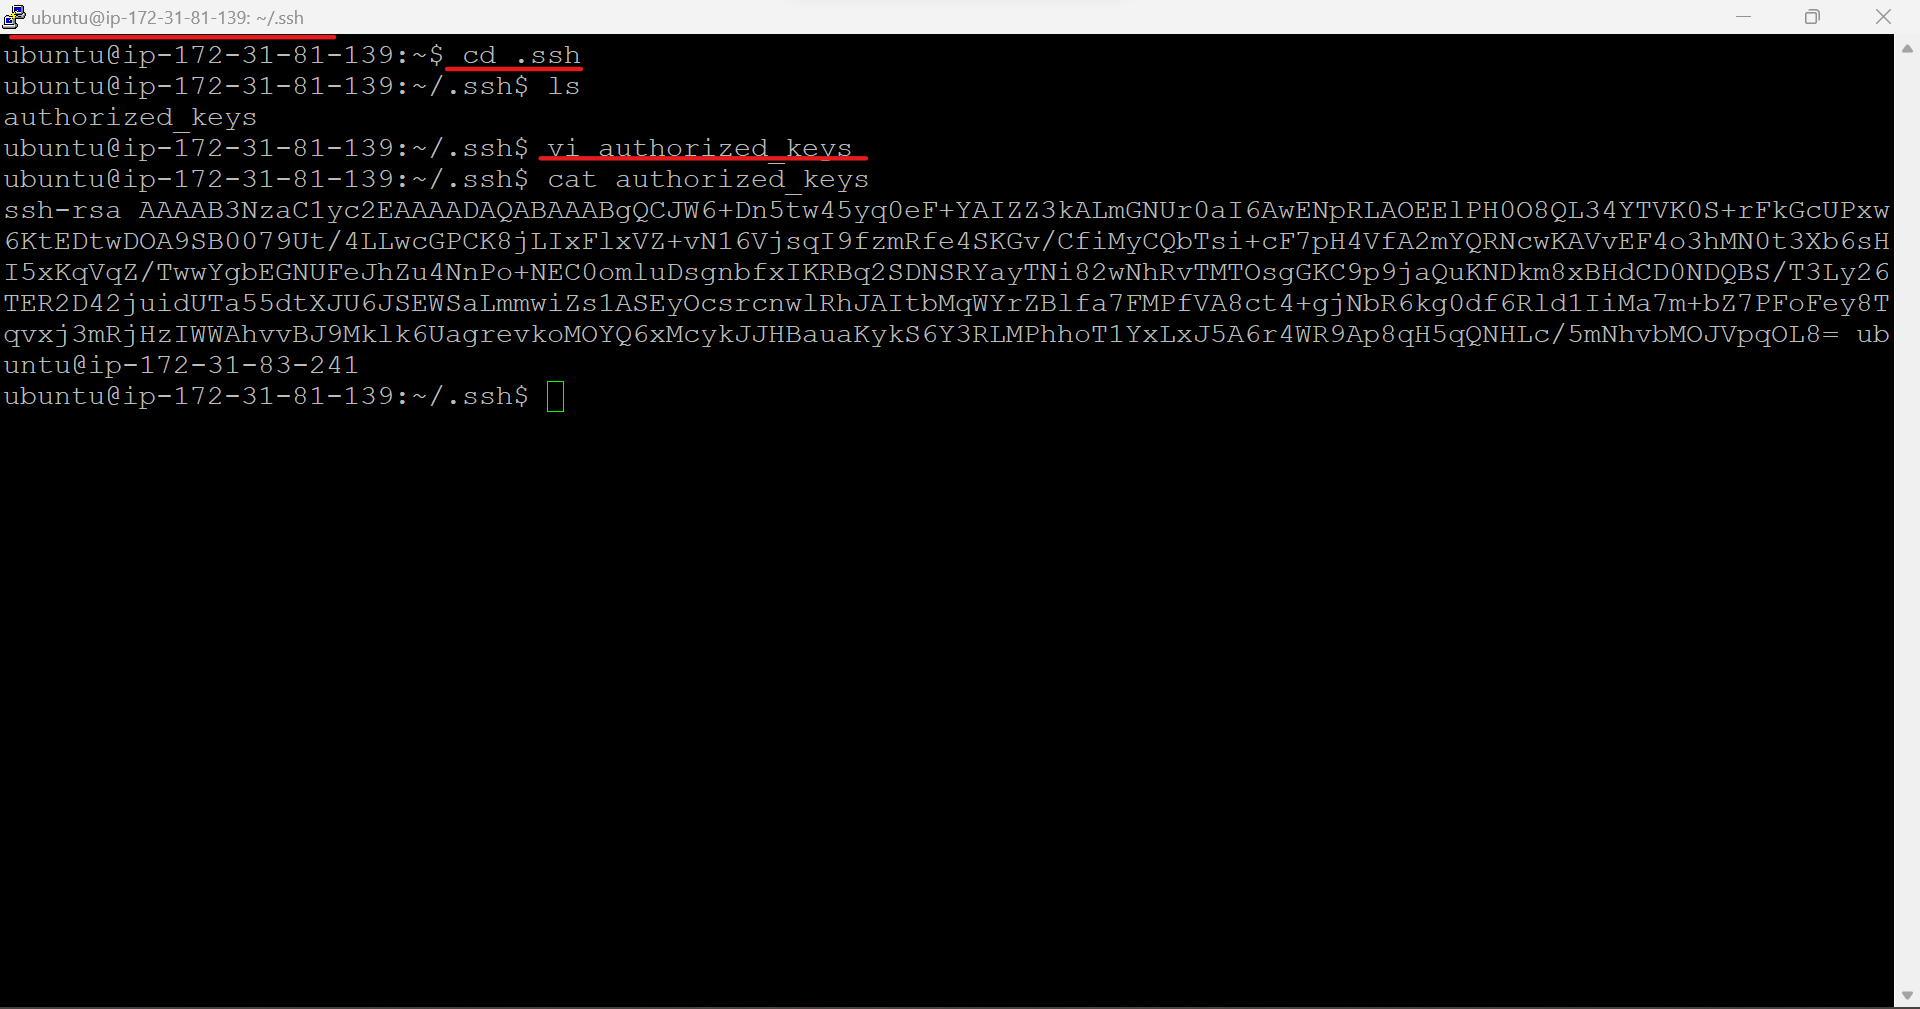 ubuntu@ip-172-31-81-139: ~/.ssh
ubuntu@ip-172-31-81-139:~$ cd .ssh
ubuntu@ip-172-31-81-139:~/.ssh$ ls
authorized_keys
ubuntu@ip-172-31-81-139:~/.ssh$ vi authorized_keys
ubuntu@ip-172-31-81-139:~/.ssh$ cat authorized_keys
ssh-rsa AAAAB3NzaC1yc2EAAAADAQABAAABgQCJW6+Dn5tw45yq0eF+YAIZZ3kALmGNUr0aI6AwENpRLAOEElPH0O8QL34YTVK0S+rFkGcUPxw
6KtEDtwDOA9SB0079Ut/4LLwcGPCK8jLIxFlxVZ+vN16VjsqI9fzmRfe4SKGv/CfiMyCQbTsi+cF7pH4VfA2mYQRNcwKAVvEF4o3hMN0t3Xb6sH
I5xKqVqZ/TwwYgbEGNUFeJhZu4NnPo+NEC0omluDsgnbfxIKRBq2SDNSRYayTNi82wNhRvTMTOsgGKC9p9jaQuKNDkm8xBHdCD0NDQBS/T3Ly26
TER2D42juidUTa55dtXJU6JSEWSaLmmwiZs1ASEyOcsrcnwlRhJAItbMqWYrZBlfa7FMPfVA8ct4+gjNbR6kg0df6Rld1IiMa7m+bZ7PFoFey8T
qvxj3mRjHzIWWAhvvBJ9Mklk6UagrevkoMOYQ6xMcykJJHBauaKykS6Y3RLMPhhoT1YxLxJ5A6r4WR9Ap8qH5qQNHLc/5mNhvbMOJVpqOL8= ub
untu@ip-172-31-83-241
ubuntu@ip-172-31-81-139:~/.ssh$